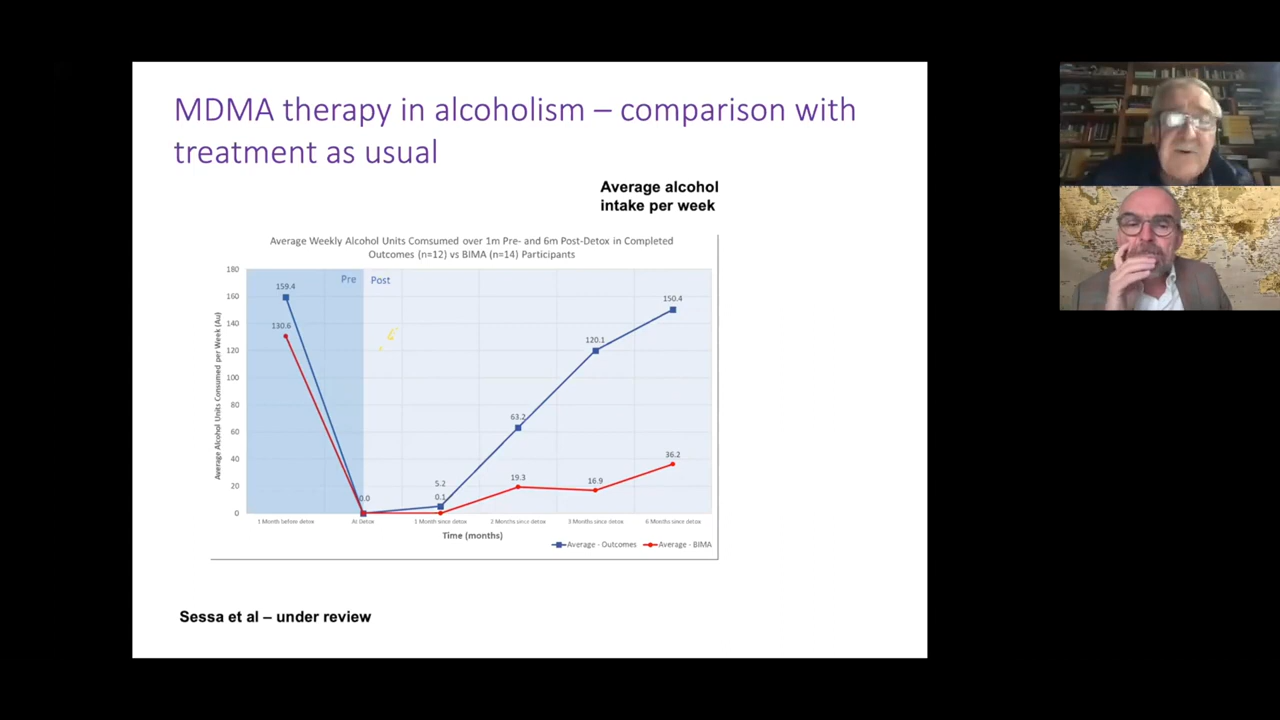 MDMA therapy in alcoholism – comparison with
treatment as usual
Average alcohol
intake per week
Average Weekly Alcohol Units Comsumed over 1m Pre- and 6m Post-Detox in Completed
Outcomes (n=12) vs BIMA (n=14) Participants
Average Alcohol Units Consumed per Week (Au)
180
160
140
120
100
80
60
40
20
0
Pre
Post
159.4
130.6
0.0
5.2
0.1
63.2
19.3
120.1
16.9
150.4
36.2
1 Month before detox
At Detox
1 Month since detox
2 Months since detox
3 Months since detox
6 Months since detox
Time (months)
Average - Outcomes
Average - BIMA
Sessa et al – under review